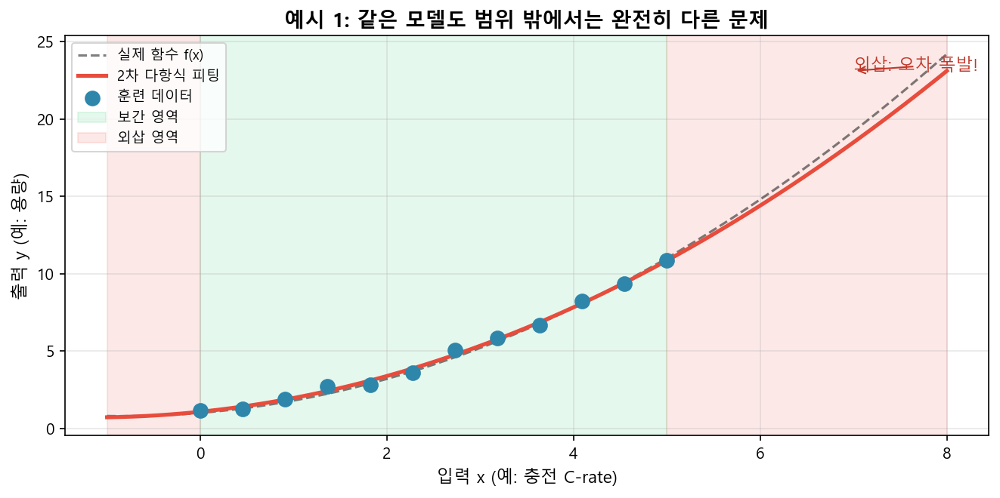 예시 1: 같은 모델도 범위 밖에서는 완전히 다른 문제
실제 함수 f(x)
2차 다항식 피팅
훈련 데이터
보간 영역
외삽 영역
외삽: 오차 폭발!
25
20
15
10
5
0
출력 y (예: 용량)
0 2 4 6 8
입력 x (예: 충전 C-rate)